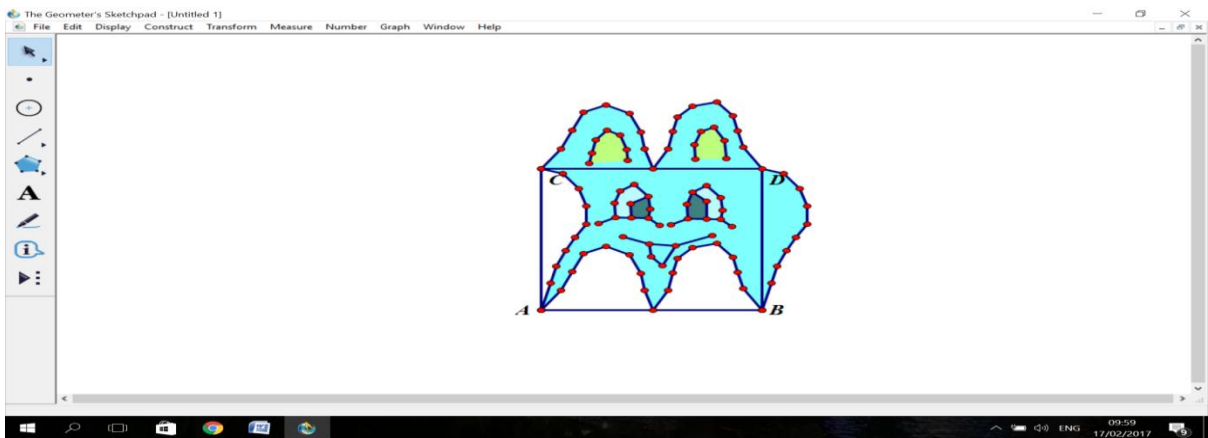 The Geometer's Sketchpad - [Untitled 1]
File Edit Display Construct Transform Measure Number Graph Window Help
A
C
D
A
B
ENG
09:59
17/02/2017
9